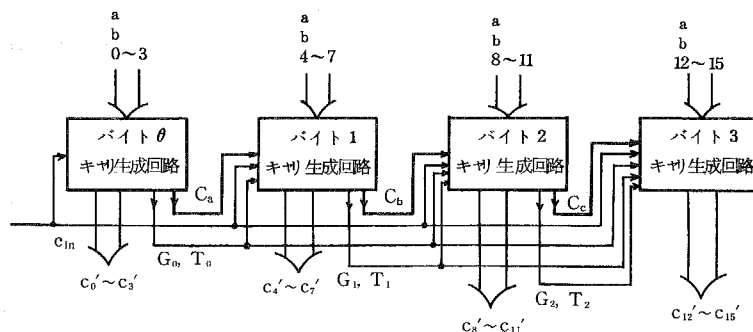 a
b
0～3
a
b
4～7
a
b
8～11
a
b
12～15
バイト θ
キャリ生成回路
バイト 1
キャリ生成回路
バイト 2
キャリ生成回路
バイト 3
キャリ生成回路
Ca
Cb
Cc
cin
G0, T0
G1, T1
G2, T2
c0'～c3'
c4'～c7'
c8'～c11'
c12'～c15'